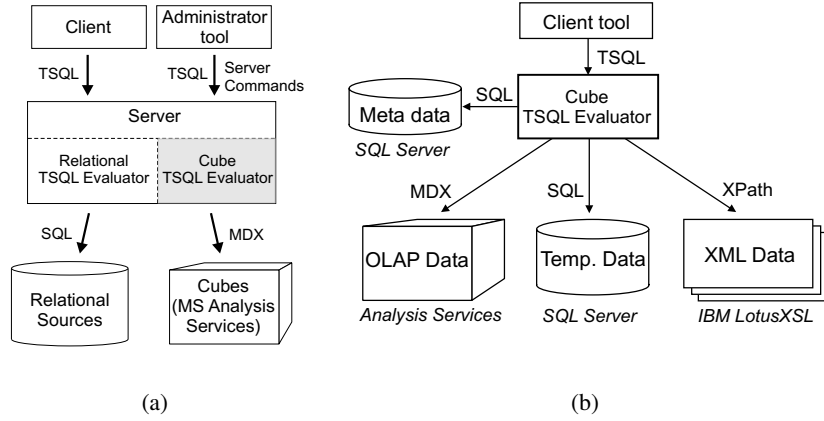 Client
Administrator
tool
TSQL
TSQL
Server
Commands
Server
Relational
TSQL Evaluator
Cube
TSQL Evaluator
SQL
MDX
Relational
Sources
Cubes
(MS Analysis
Services)
(a)
Client tool
TSQL
Cube
TSQL Evaluator
SQL
Meta data
SQL Server
MDX
SQL
XPath
OLAP Data
Temp. Data
XML Data
Analysis Services
SQL Server
IBM LotusXSL
(b)